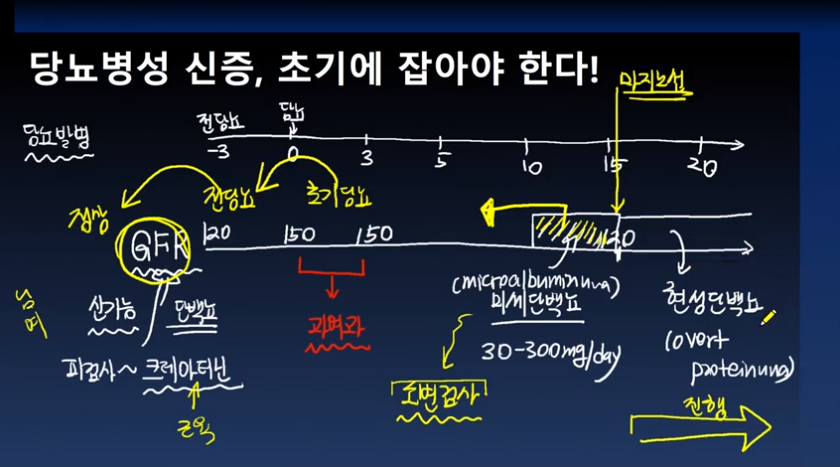 당뇨병성 신증, 초기에 잡아야 한다!
마지노선
전당뇨 당뇨
당뇨발병
-3 0 3 5 10 15 20
정상 전당뇨 초기당뇨
GFR 120 150 150 120
(microalbuminuria)
미세단백뇨
30-300mg/day
현성단백뇨
(overt
proteinuria)
남
여
신기능 단백뇨
과여과
피검사~ 크레아티닌
근육
소변검사
진행